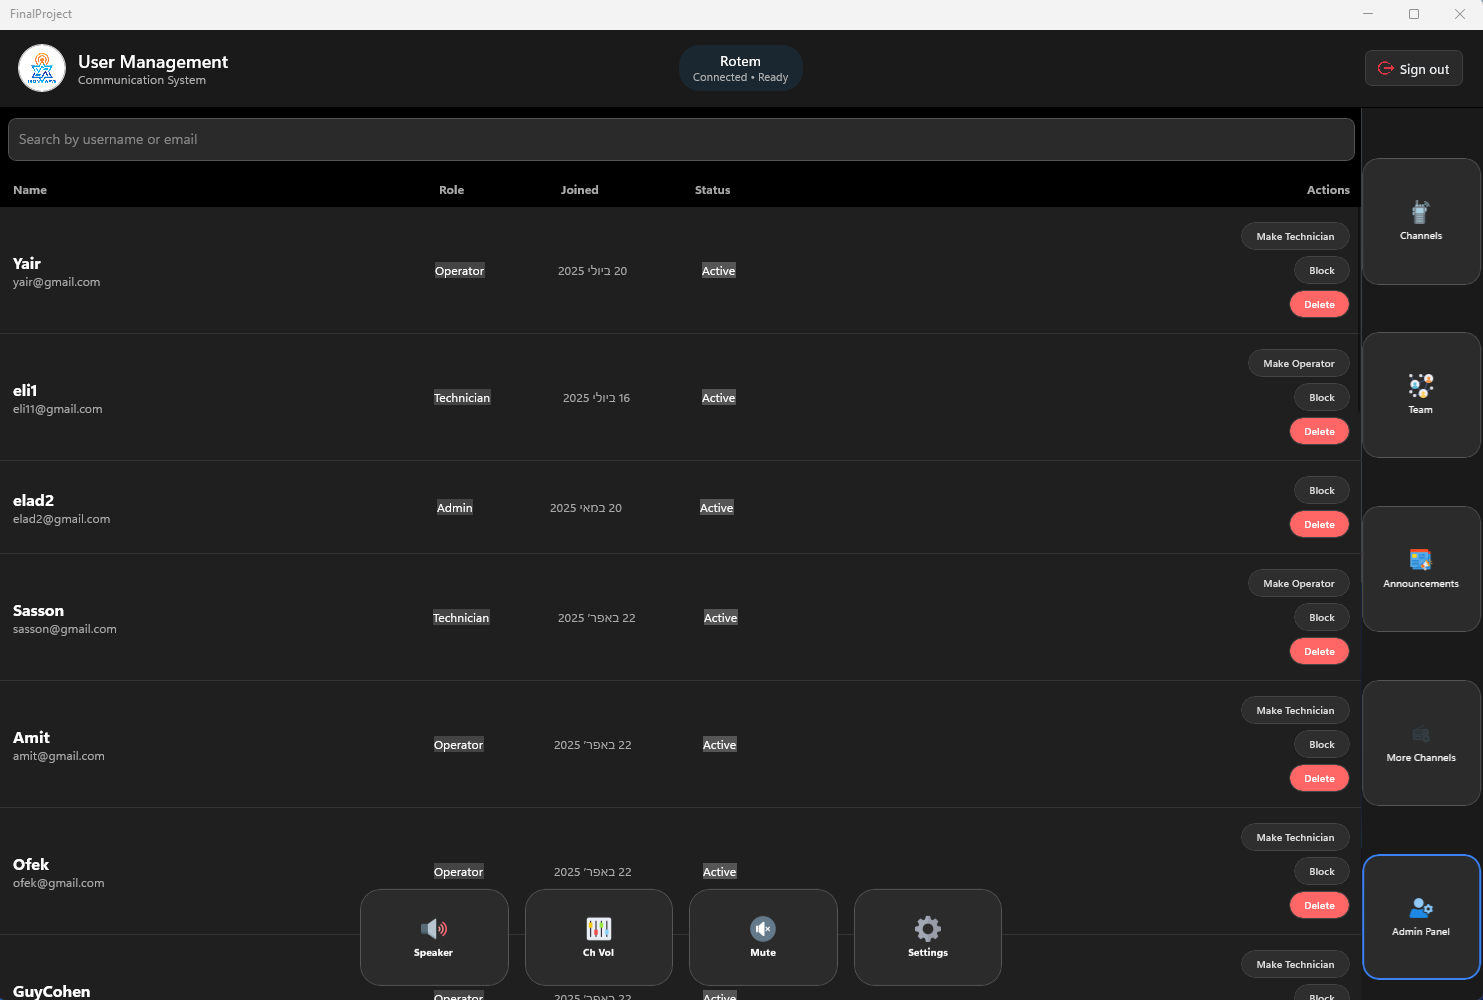 FinalProject
User Management
Communication System
Rotem
Connected • Ready
Sign out
Search by username or email
Name Role Joined Status Actions
Yair
yair@gmail.com
Operator
20 ביולי 2025
Active
Make Technician
Block
Delete
eli1
eli11@gmail.com
Technician
16 ביולי 2025
Active
Make Operator
Block
Delete
elad2
elad2@gmail.com
Admin
20 במאי 2025
Active
Block
Delete
Sasson
sasson@gmail.com
Technician
22 באפר׳ 2025
Active
Make Operator
Block
Delete
Amit
amit@gmail.com
Operator
22 באפר׳ 2025
Active
Make Technician
Block
Delete
Ofek
ofek@gmail.com
Operator
22 באפר׳ 2025
Active
Make Technician
Block
Delete
GuyCohen
Operator
22 באפר׳ 2025
Active
Make Technician
Block
Speaker
Ch Vol
Mute
Settings
Channels
Team
Announcements
More Channels
Admin Panel